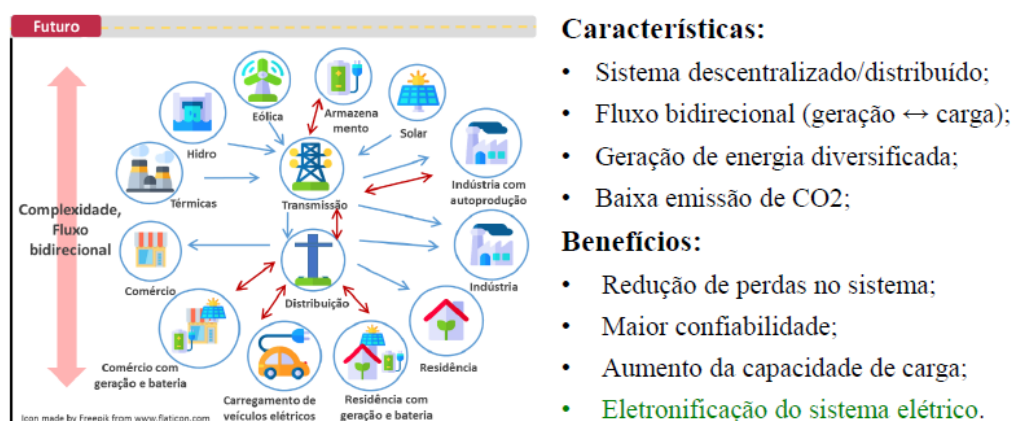 Futuro
Complexidade,
Fluxo
bidirecional
Eólica
Armazena
mento
Solar
Hidro
Térmicas
Transmissão
Indústria com
autoprodução
Comércio
Distribuição
Indústria
Comércio com
geração e bateria
Carregamento de
veículos elétricos
Residência com
geração e bateria
Residência
Icon made by Freepik from www.flaticon.com
Características:
• Sistema descentralizado/distribuído;
• Fluxo bidirecional (geração ↔ carga);
• Geração de energia diversificada;
• Baixa emissão de CO2;
Benefícios:
• Redução de perdas no sistema;
• Maior confiabilidade;
• Aumento da capacidade de carga;
• Eletronificação do sistema elétrico.